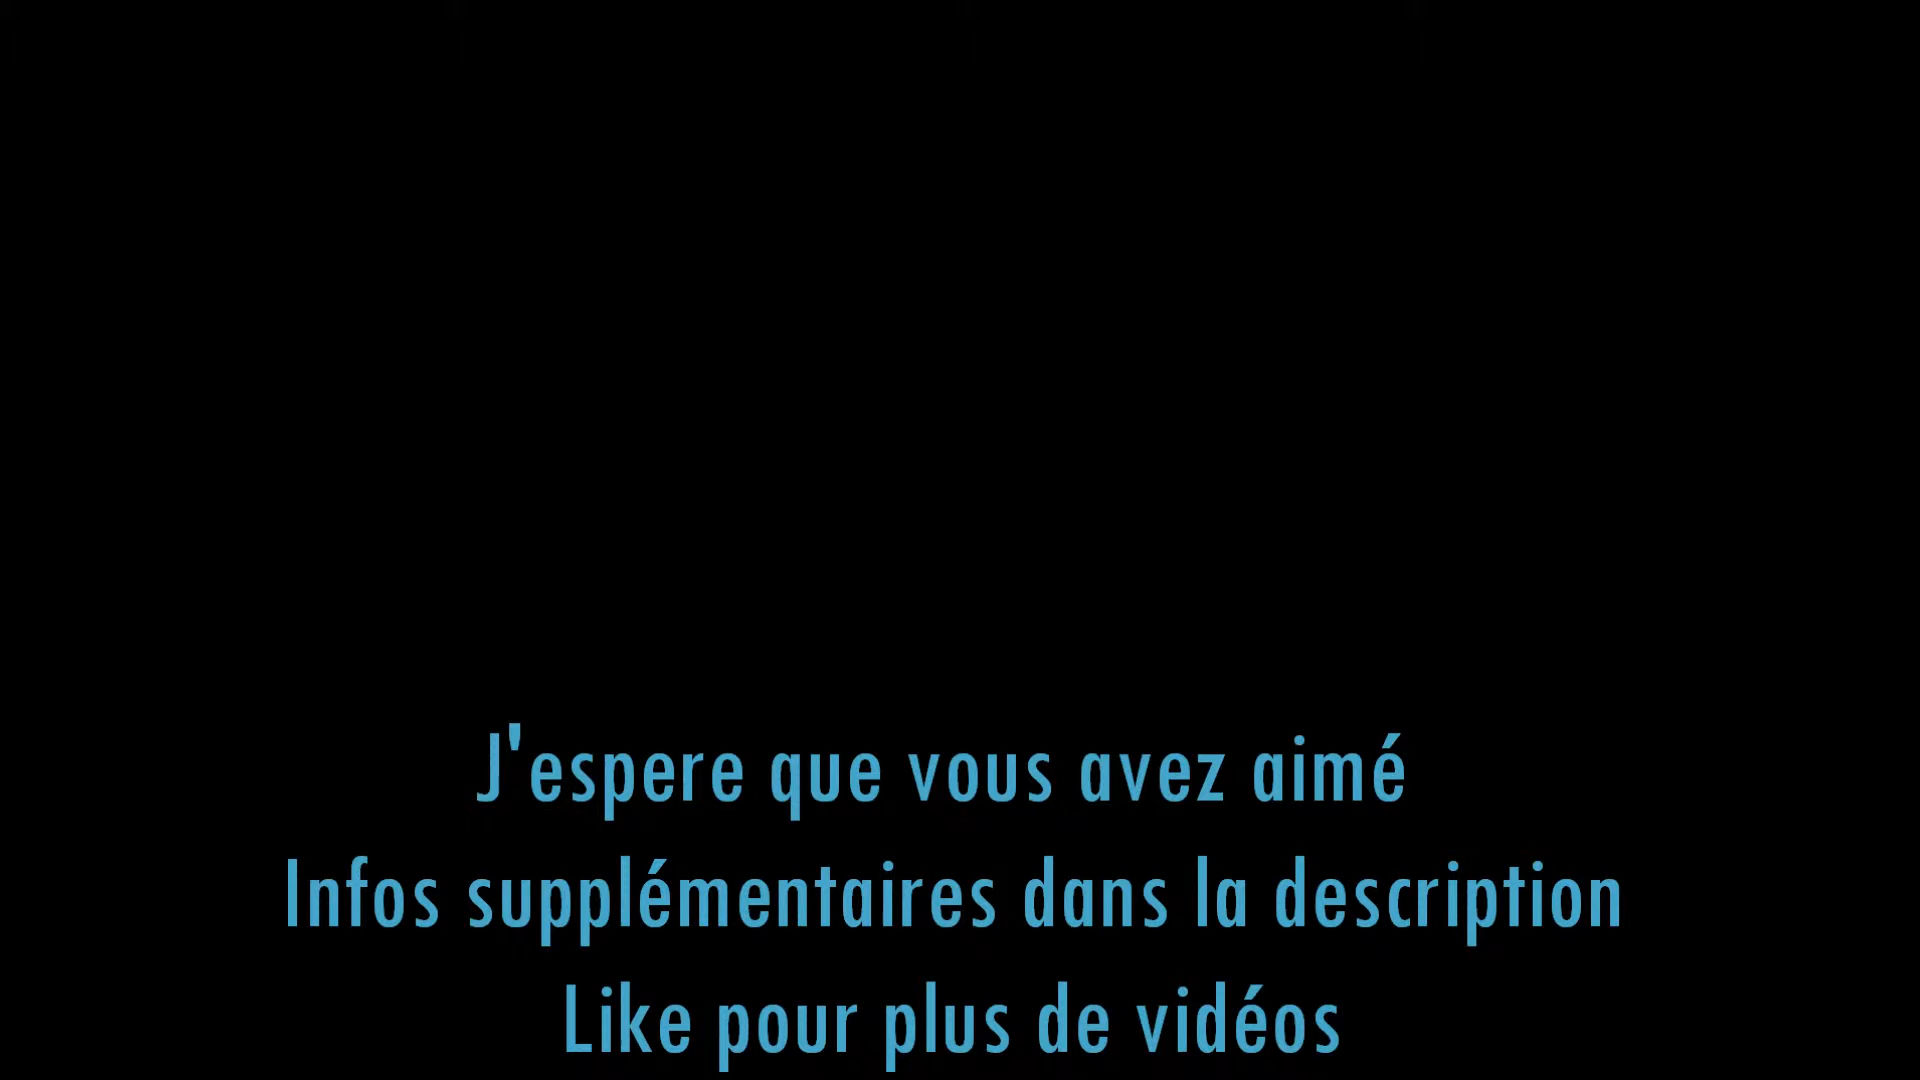 J'espere que vous avez aimé
Infos supplémentaires dans la description
Like pour plus de vidéos